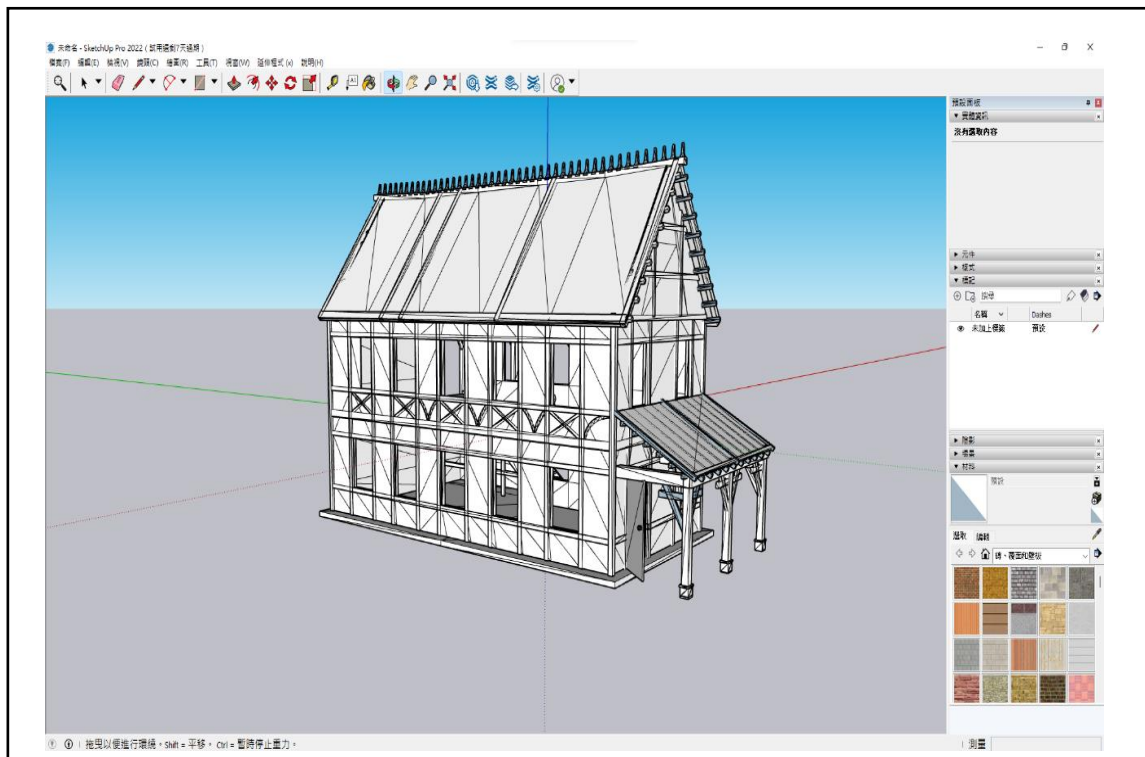 未命名 - SketchUp Pro 2022 (試用還剩7天過期)
檔案(F) 編輯(E) 檢視(V) 鏡頭(C) 繪圖(R) 工具(T) 視窗(W) 延伸程式 (x) 說明(H)
預設面板
▼ 實體資訊
沒有選取內容
▶ 元件
▶ 樣式
▼ 標記
搜尋
名稱 Dashes
未加上標籤 預設
▶ 陰影
▶ 場景
▼ 材料
預設
選取 編輯
磚、覆面和壁板
拖曳以便進行環繞。Shift = 平移。 Ctrl = 暫時停止重力。
測量